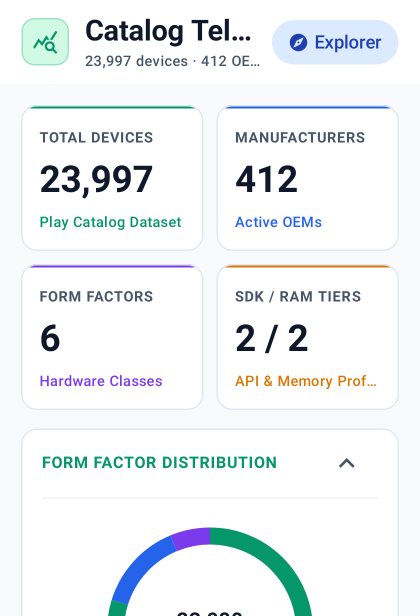 Catalog Tel...
23,997 devices · 412 OE...
Explorer
TOTAL DEVICES
23,997
Play Catalog Dataset
MANUFACTURERS
412
Active OEMs
FORM FACTORS
6
Hardware Classes
SDK / RAM TIERS
2 / 2
API & Memory Prof...
FORM FACTOR DISTRIBUTION